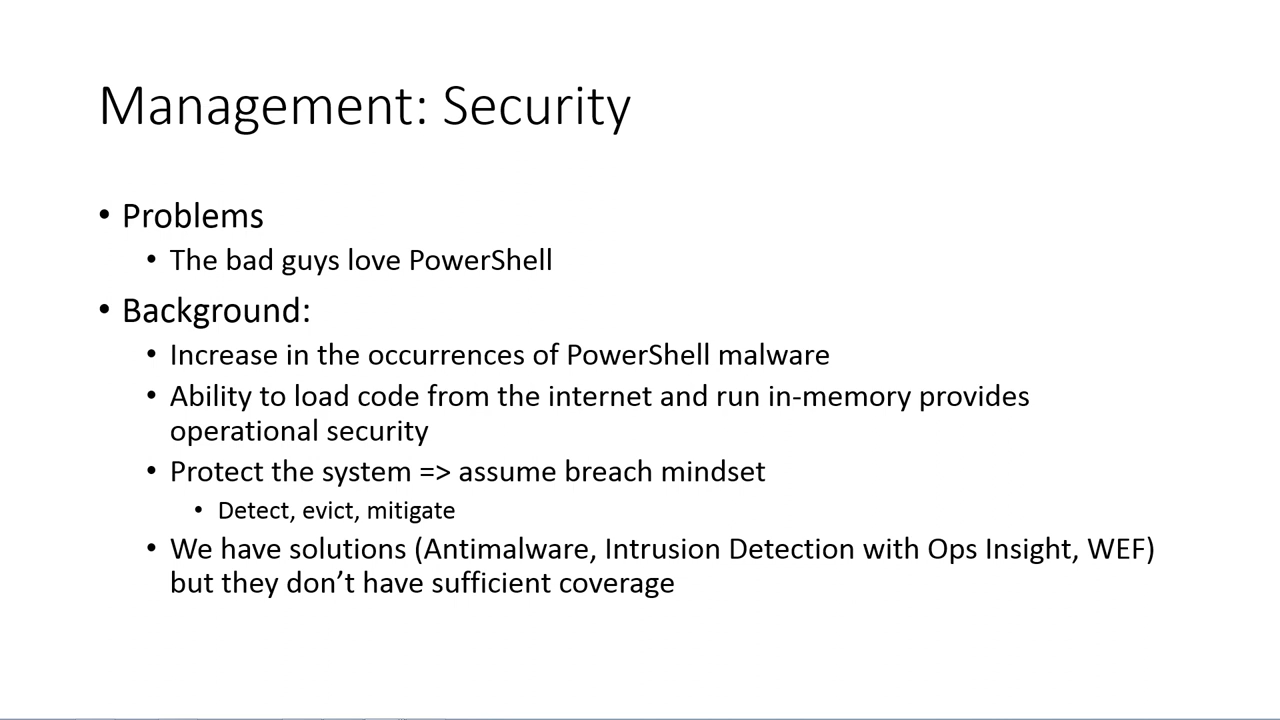 Management: Security
• Problems
• The bad guys love PowerShell
• Background:
• Increase in the occurrences of PowerShell malware
• Ability to load code from the internet and run in-memory provides
operational security
• Protect the system => assume breach mindset
• Detect, evict, mitigate
• We have solutions (Antimalware, Intrusion Detection with Ops Insight, WEF)
but they don’t have sufficient coverage